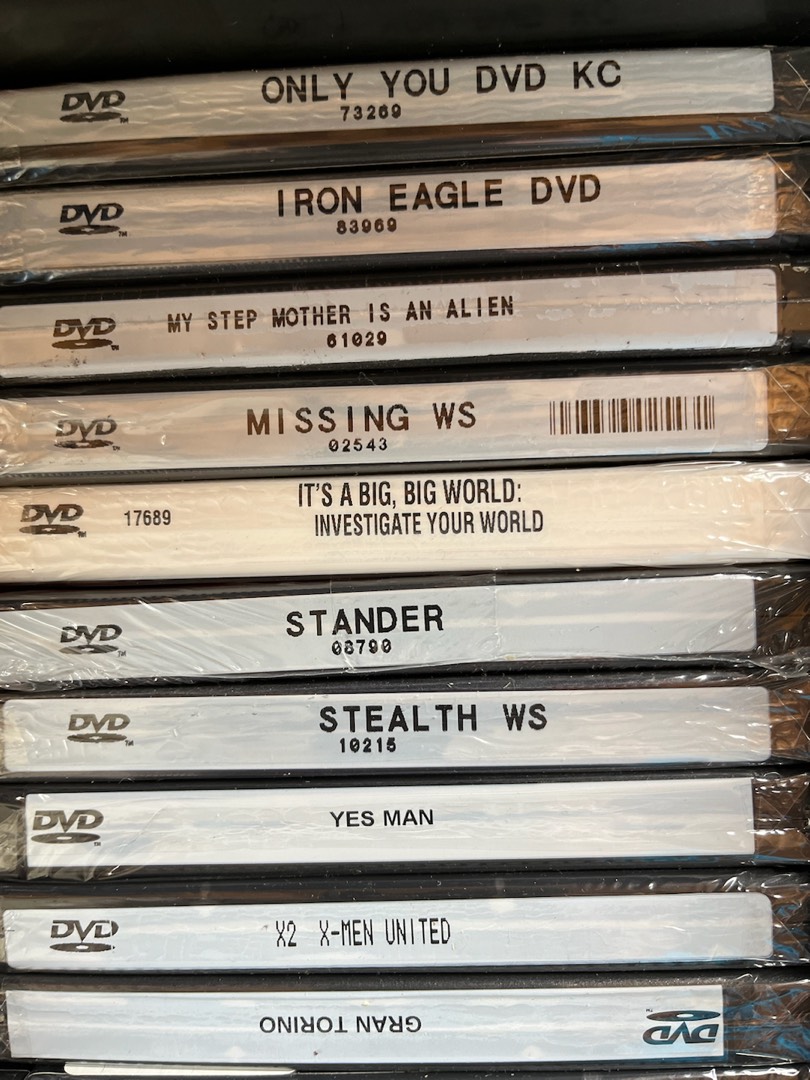 DVD
ONLY YOU DVD KC
73269
DVD
IRON EAGLE DVD
83969
DVD
MY STEP MOTHER IS AN ALIEN
61029
DVD
MISSING WS
02543
DVD
17689
IT'S A BIG, BIG WORLD:
INVESTIGATE YOUR WORLD
DVD
STANDER
08790
DVD
STEALTH WS
10215
DVD
YES MAN
DVD
X2 X-MEN UNITED
GRAN TORINO
DVD